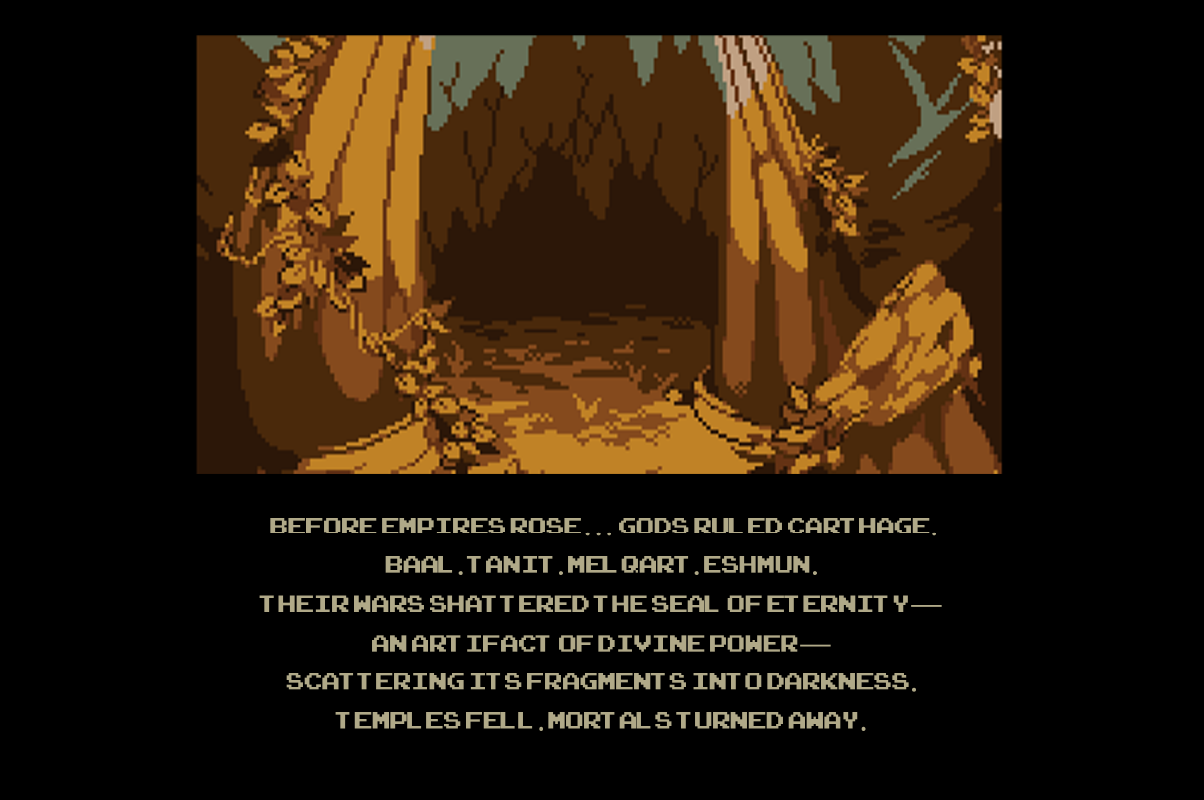 BEFORE EMPIRES ROSE... GODS RULED CARTHAGE.
BAAL.TANIT.MELQART.ESHMUN.
THEIR WARS SHATTERED THE SEAL OF ETERNITY—
AN ARTIFACT OF DIVINE POWER—
SCATTERING ITS FRAGMENTS INTO DARKNESS.
TEMPLES FELL.MORTALS TURNED AWAY.